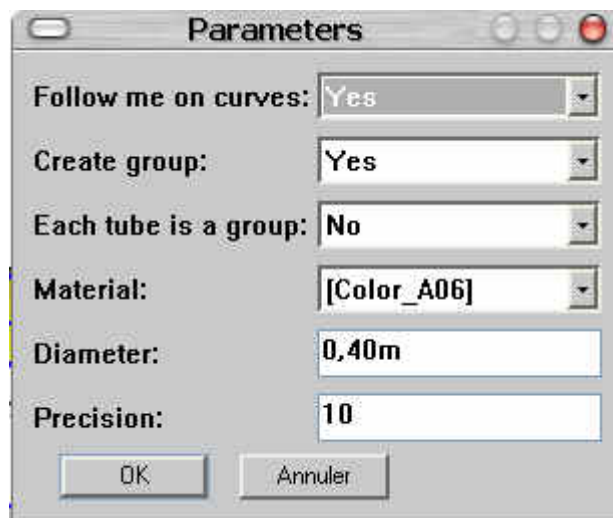 Parameters
Follow me on curves: Yes
Create group: Yes
Each tube is a group: No
Material: [Color_A06]
Diameter: 0,40m
Precision: 10
OK Annuler